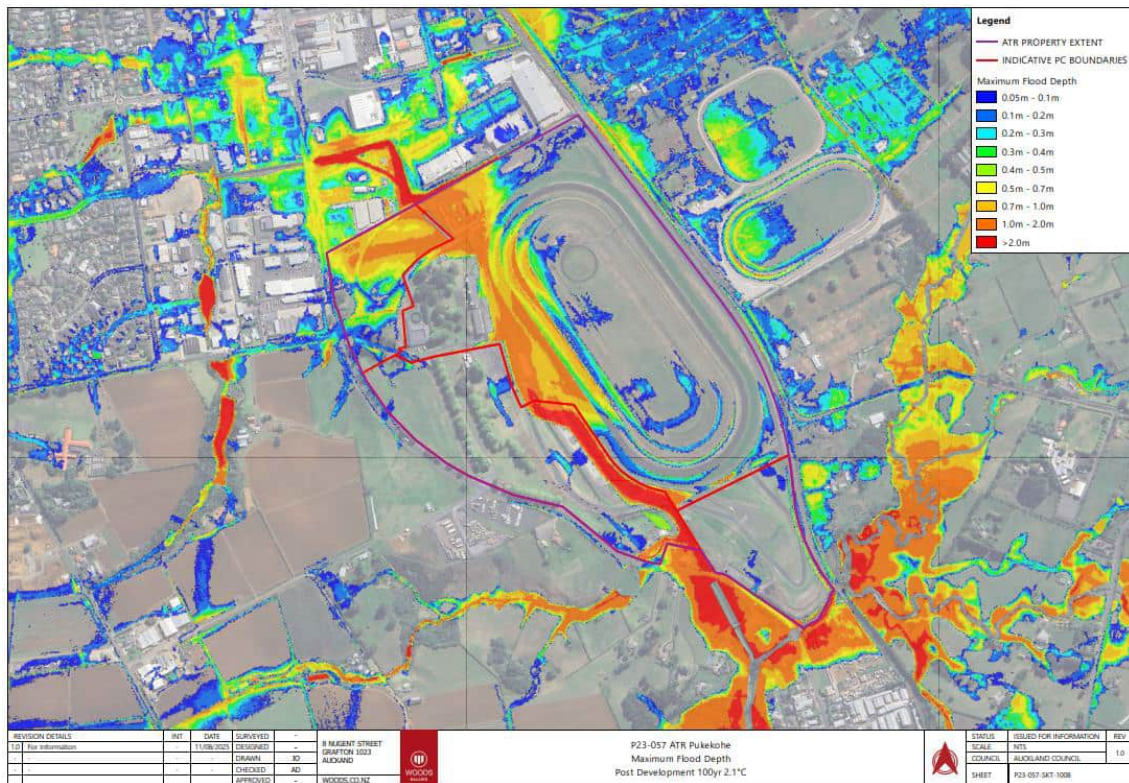 Legend
ATR PROPERTY EXTENT
INDICATIVE PC BOUNDARIES
Maximum Flood Depth
0.05m - 0.1m
0.1m - 0.2m
0.2m - 0.3m
0.3m - 0.4m
0.4m - 0.5m
0.5m - 0.7m
0.7m - 1.0m
1.0m - 2.0m
>2.0m
REVISION DETAILS INT DATE SURVEYED -
1.0 For Information - 11/08/2025 DESIGNED -
- - - DRAWN JO
- - - CHECKED AD
APPROVED -
8 NUGENT STREET
GRAFTON 1023
AUCKLAND
WOODS.CO.NZ
WOODS
P23-057 ATR Pukekohe
Maximum Flood Depth
Post Development 100yr 2.1°C
STATUS ISSUED FOR INFORMATION REV
SCALE NTS 1.0
COUNCIL AUCKLAND COUNCIL
SHEET P23-057-SKT-1008